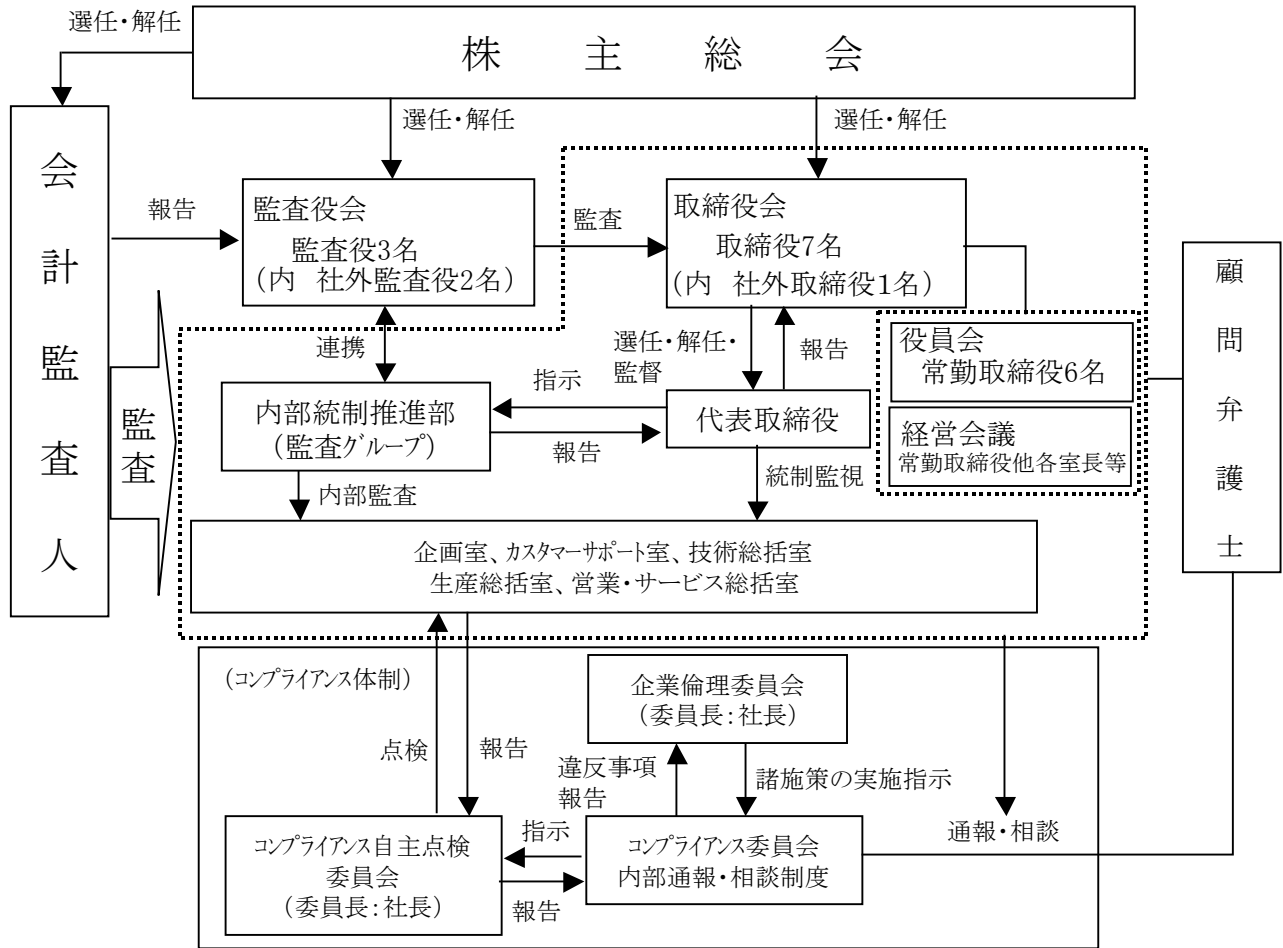 選任・解任
株主総会
選任・解任
選任・解任
会計監査人
報告
監査役会
監査役3名
(内 社外監査役2名)
監査
取締役会
取締役7名
(内 社外取締役1名)
顧問弁護士
連携
選任・解任・
監督
報告
役員会
常勤取締役6名
監査
内部統制推進部
(監査グループ)
指示
報告
代表取締役
経営会議
常勤取締役他各室長等
内部監査
統制監視
企画室、カスタマーサポート室、技術総括室
生産総括室、営業・サービス総括室
(コンプライアンス体制)
点検
報告
企業倫理委員会
(委員長:社長)
違反事項
報告
諸施策の実施指示
通報・相談
コンプライアンス自主点検
委員会
(委員長:社長)
指示
報告
コンプライアンス委員会
内部通報・相談制度